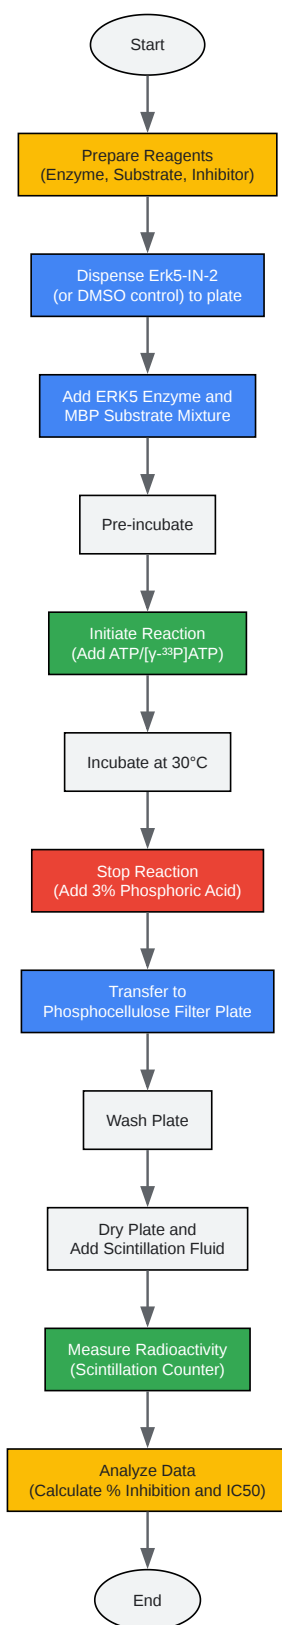 Start
Prepare Reagents
(Enzyme, Substrate, Inhibitor)
Dispense Erk5-IN-2
(or DMSO control) to plate
Add ERK5 Enzyme and
MBP Substrate Mixture
Pre-incubate
Initiate Reaction
(Add ATP/[γ-³³P]ATP)
Incubate at 30°C
Stop Reaction
(Add 3% Phosphoric Acid)
Transfer to
Phosphocellulose Filter Plate
Wash Plate
Dry Plate and
Add Scintillation Fluid
Measure Radioactivity
(Scintillation Counter)
Analyze Data
(Calculate % Inhibition and IC50)
End